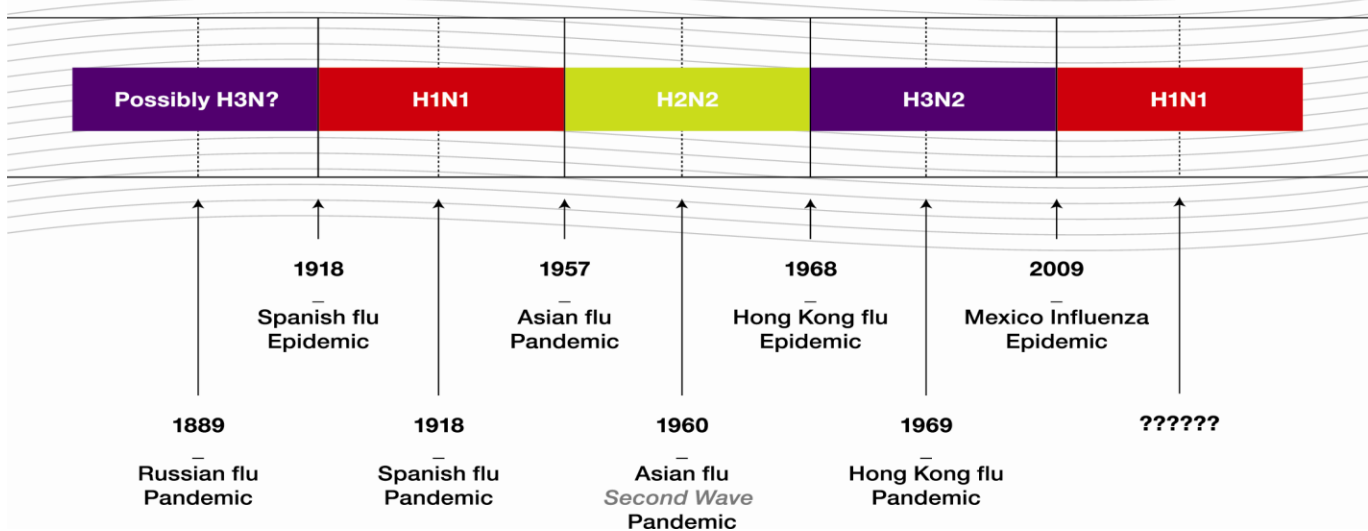 Possibly H3N?
H1N1
H2N2
H3N2
H1N1
1918
–
Spanish flu
Epidemic
1957
–
Asian flu
Pandemic
1968
–
Hong Kong flu
Epidemic
2009
–
Mexico Influenza
Epidemic
1889
–
Russian flu
Pandemic
1918
–
Spanish flu
Pandemic
1960
–
Asian flu
Second Wave
Pandemic
1969
–
Hong Kong flu
Pandemic
??????